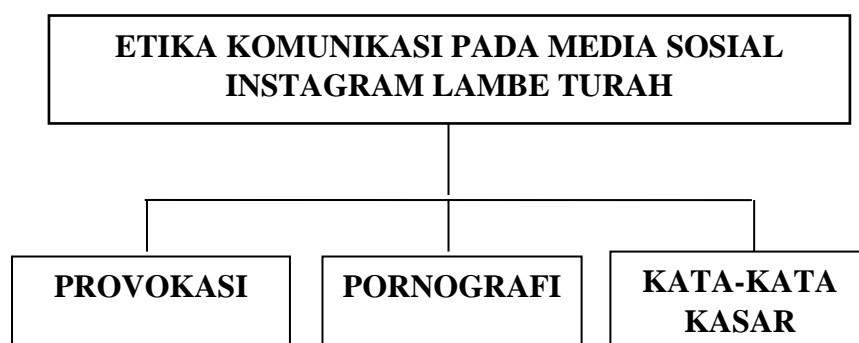 ETIKA KOMUNIKASI PADA MEDIA SOSIAL
INSTAGRAM LAMBE TURAH
PROVOKASI
PORNOGRAFI
KATA-KATA
KASAR